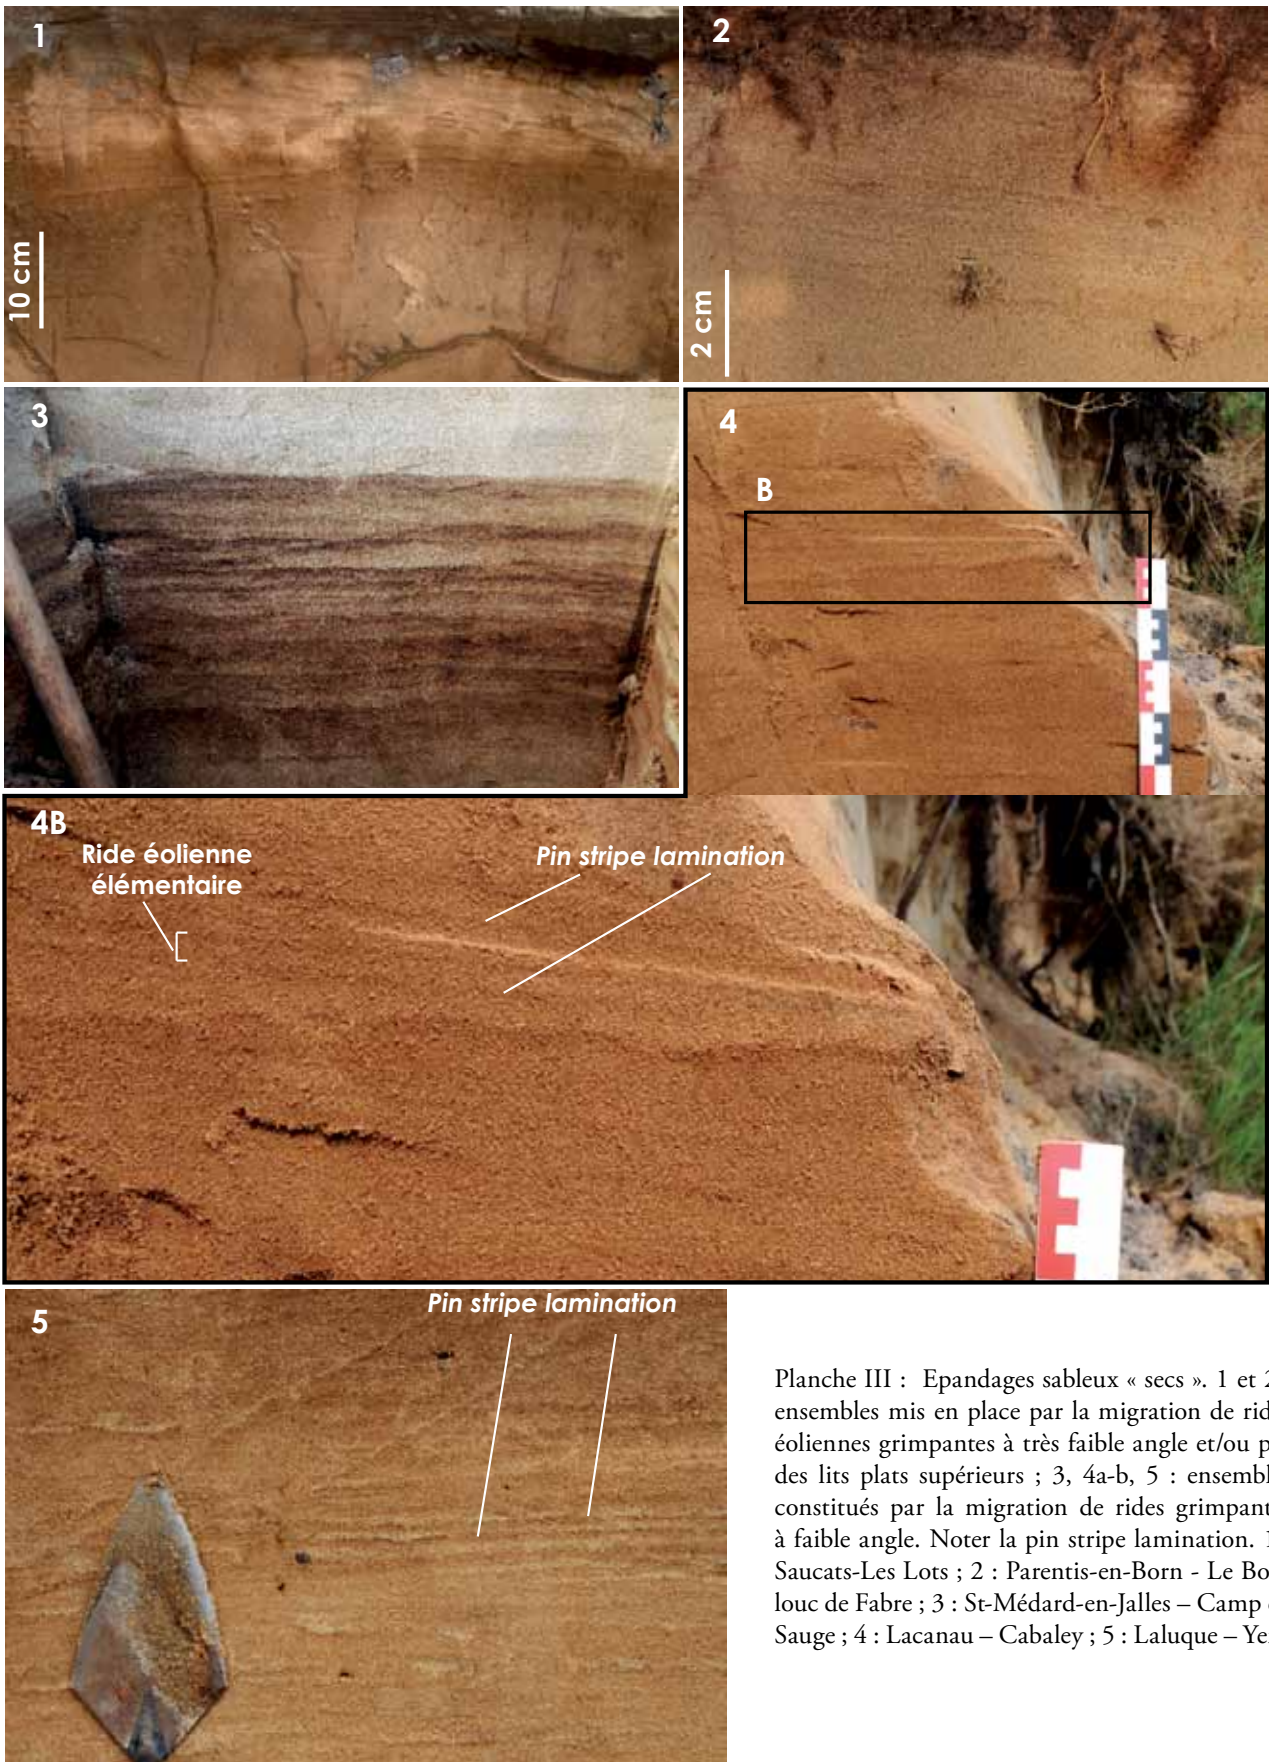 1
2
10 cm
2 cm
3
4
B
4B
Ride éolienne
élémentaire
Pin stripe lamination
5
Pin stripe lamination
Planche III : Epandages sableux « secs ». 1 et 2
ensembles mis en place par la migration de rid
éoliennes grimpantes à très faible angle et/ou p
des lits plats supérieurs ; 3, 4a-b, 5 : ensembl
constitués par la migration de rides grimpant
à faible angle. Noter la pin stripe lamination. 1
Saucats-Les Lots ; 2 : Parentis-en-Born - Le Bo
louc de Fabre ; 3 : St-Médard-en-Jalles – Camp
Sauge ; 4 : Lacanau – Cabaley ; 5 : Laluque – Ye